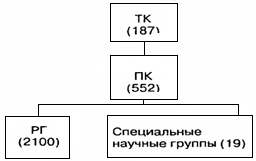 ТК
(187)
ПК
(552)
РГ
(2100)
Специальные
научные группы (19)